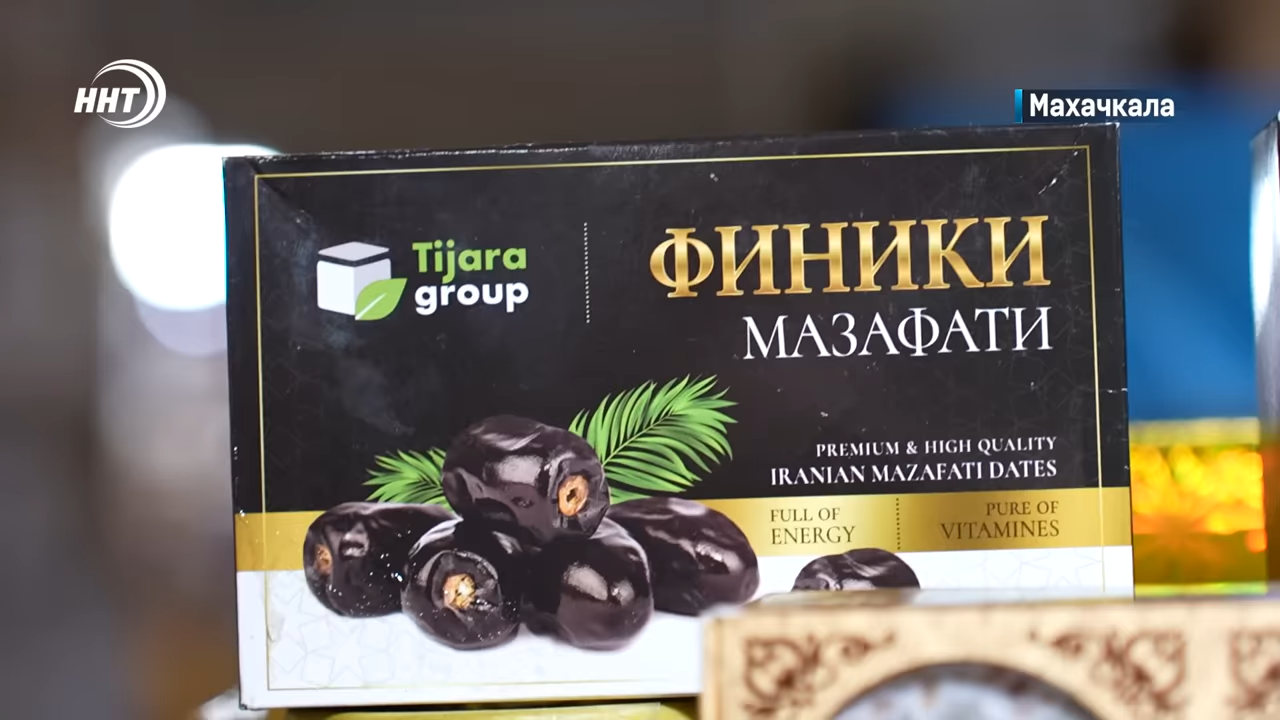 ННТ
Махачкала
Tijara
group
ФИНИКИ
МАЗАФАТИ
PREMIUM & HIGH QUALITY
IRANIAN MAZAFATI DATES
FULL OF
ENERGY
PURE OF
VITAMINES